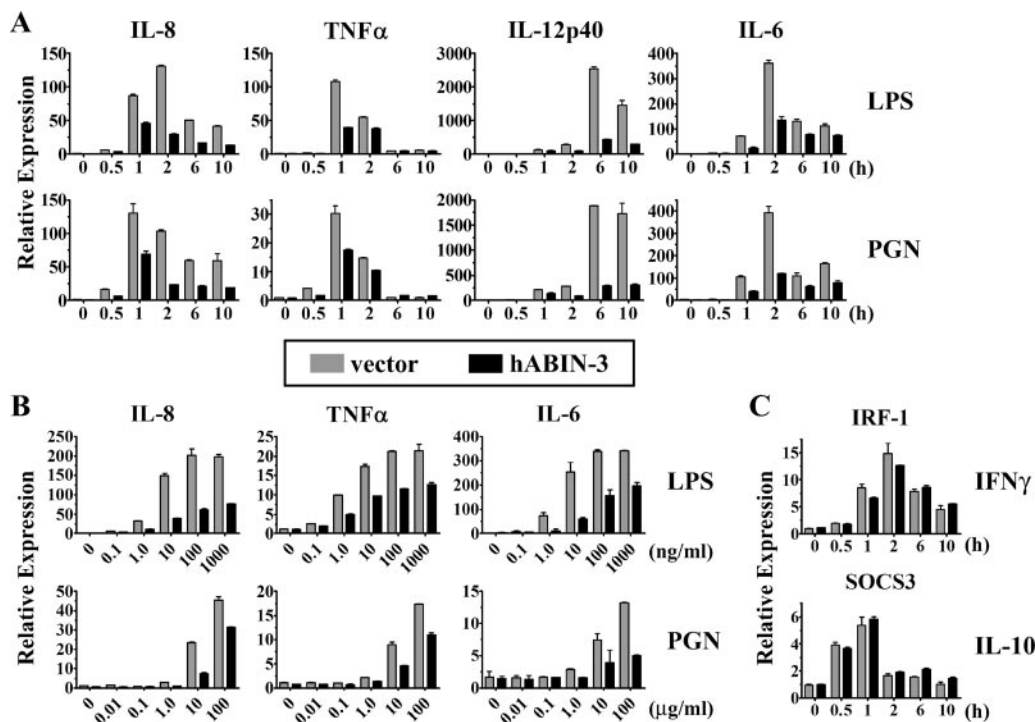 A
IL-8 TNFα IL-12p40 IL-6
Relative Expression
150 100 50 0
150 100 50 0
3000 2000 1000 0
400 300 200 100 0
LPS
0 0.5 1 2 6 10 0 0.5 1 2 6 10 0 0.5 1 2 6 10 0 0.5 1 2 6 10 (h)
150 100 50 0
30 20 10 0
2000 1500 1000 500 0
400 300 200 100 0
PGN
0 0.5 1 2 6 10 0 0.5 1 2 6 10 0 0.5 1 2 6 10 0 0.5 1 2 6 10 (h)
vector hABIN-3
B
IL-8 TNFα IL-6
Relative Expression
250 200 150 100 50 0
25 20 15 10 5 0
400 300 200 100 0
LPS
0 0.1 1.0 10 100 1000 0 0.1 1.0 10 100 1000 0 0.1 1.0 10 100 1000 (ng/ml)
50 40 30 20 10 0
20 15 10 5 0
15 10 5 0
PGN
0 0.01 0.1 1.0 10 100 0 0.01 0.1 1.0 10 100 0 0.01 0.1 1.0 10 100 (μg/ml)
C
IRF-1
Relative Expression
15 10 5 0
IFNγ
0 0.5 1 2 6 10 (h)
SOCS3
6 4 2 0
IL-10
0 0.5 1 2 6 10 (h)